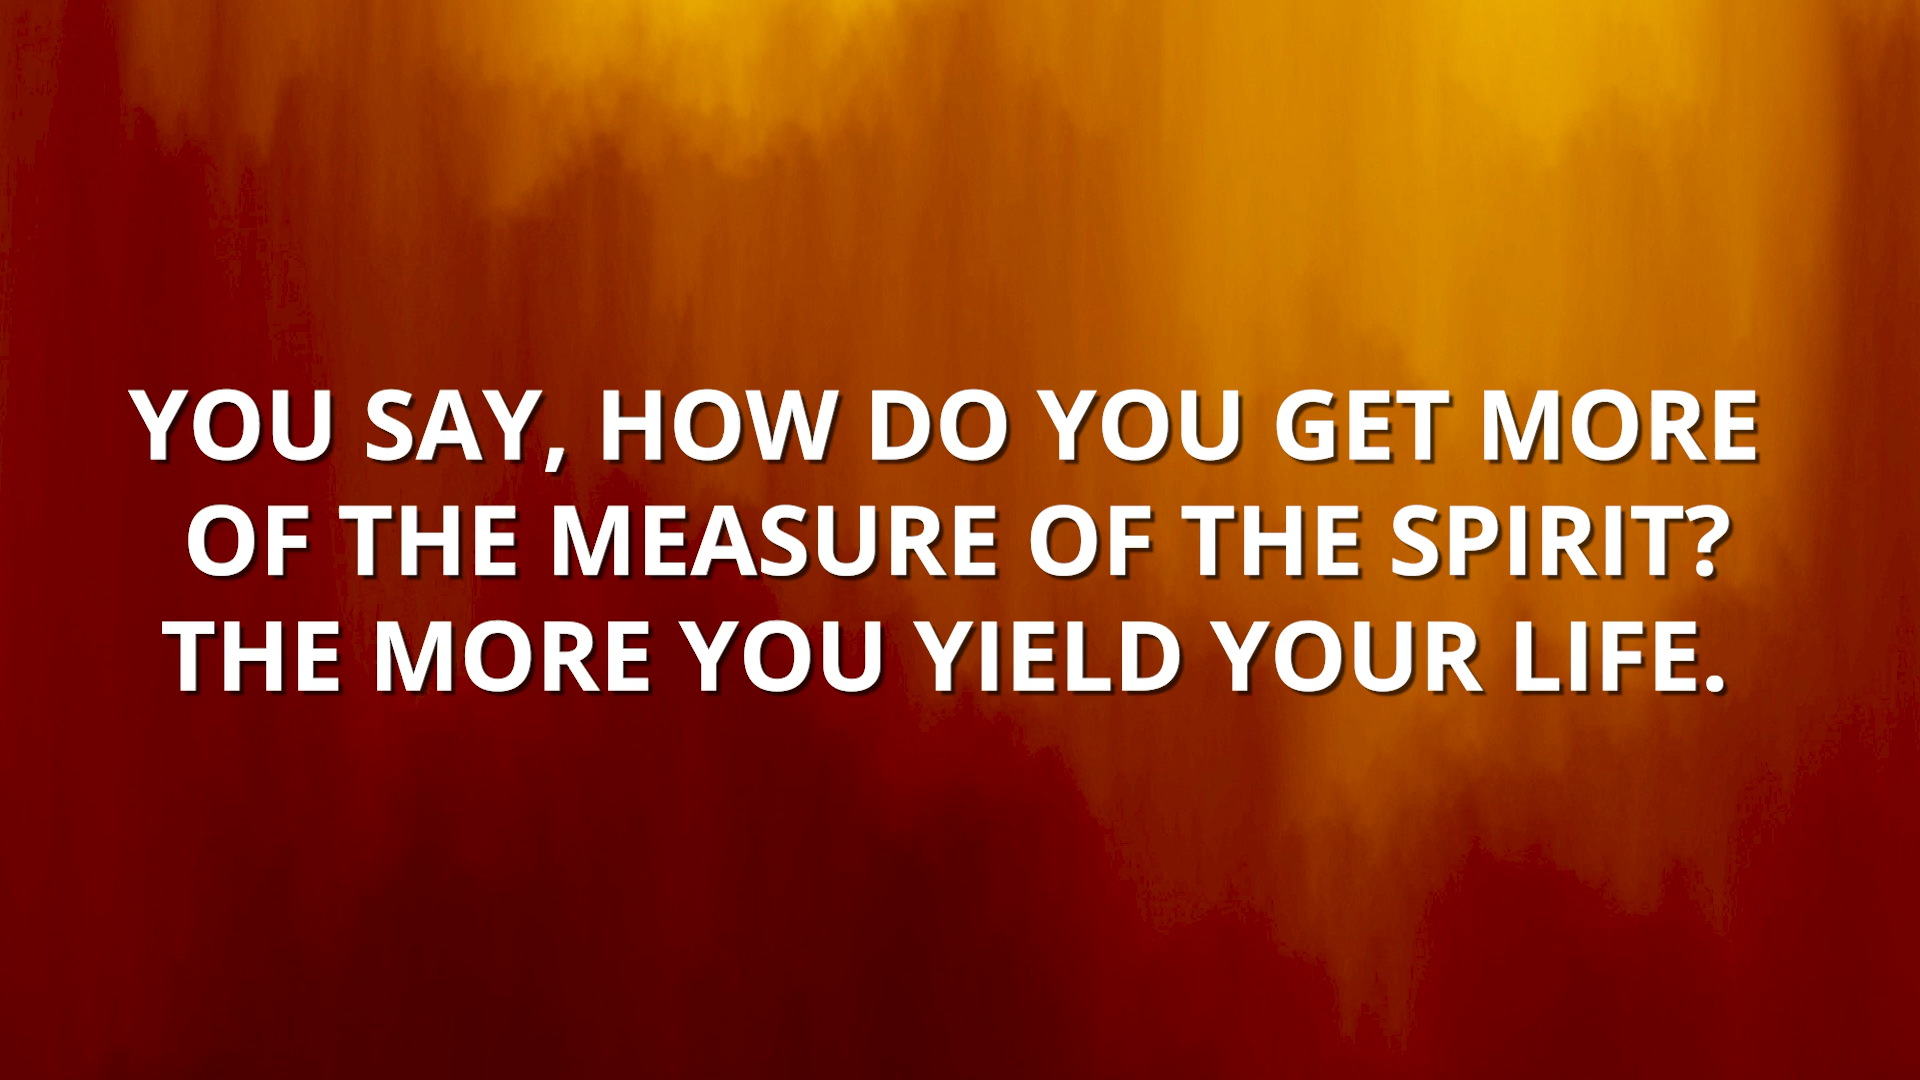 YOU SAY, HOW DO YOU GET MORE
OF THE MEASURE OF THE SPIRIT?
THE MORE YOU YIELD YOUR LIFE.